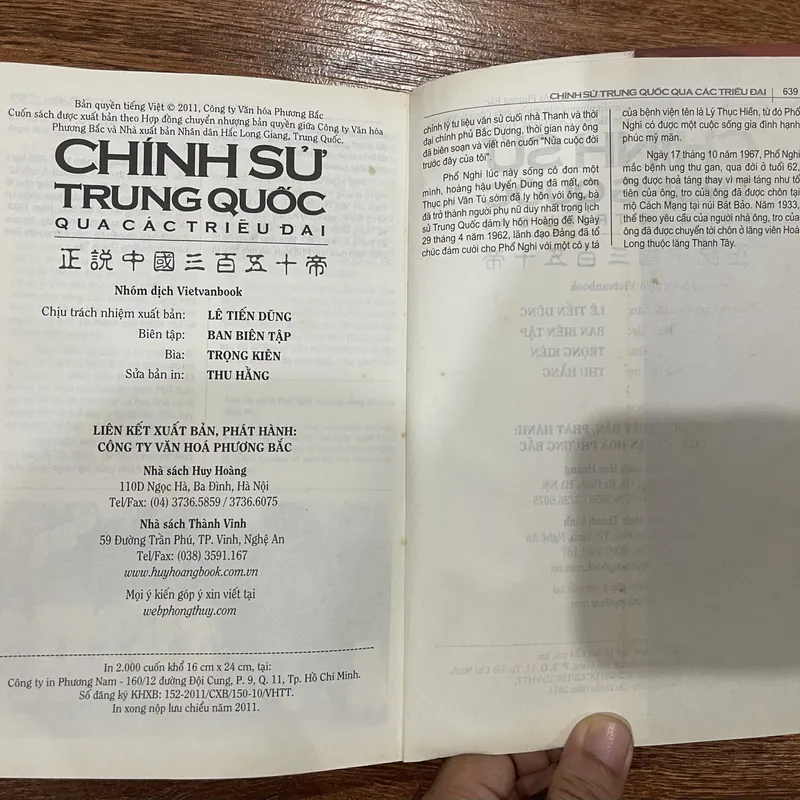 Bản quyền tiếng Việt © 2011, Công ty Văn hóa Phương Bắc
Cuốn sách được xuất bản theo Hợp đồng chuyển nhượng bản quyền giữa Công ty Văn hóa
Phương Bắc và Nhà xuất bản Nhân dân Hắc Long Giang, Trung Quốc.
CHÍNH SỬ
TRUNG QUỐC
QUA CÁC TRIỀU ĐẠI
正説中國三百五十帝
Nhóm dịch Vietvanbook
Chịu trách nhiệm xuất bản: LÊ TIẾN DŨNG
Biên tập: BAN BIÊN TẬP
Bìa: TRỌNG KIÊN
Sửa bản in: THU HẰNG
LIÊN KẾT XUẤT BẢN, PHÁT HÀNH:
CÔNG TY VĂN HOÁ PHƯƠNG BẮC
Nhà sách Huy Hoàng
110D Ngọc Hà, Ba Đình, Hà Nội
Tel/Fax: (04) 3736.5859 / 3736.6075
Nhà sách Thành Vinh
59 Đường Trần Phú, TP. Vinh, Nghệ An
Tel/Fax: (038) 3591.167
www.huyhoangbook.com.vn
Mọi ý kiến góp ý xin viết tại
webphongthuy.com
In 2.000 cuốn khổ 16 cm x 24 cm, tại:
Công ty in Phương Nam - 160/12 đường Đội Cung, P. 9, Q. 11, Tp. Hồ Chí Minh.
Số đăng ký KHXB: 152-2011/CXB/150-10/VHTT.
In xong nộp lưu chiểu năm 2011.
CHÍNH SỬ TRUNG QUỐC QUA CÁC TRIỀU ĐẠI 639
chỉnh lý tư liệu văn sử cuối nhà Thanh và thời
đại chính phủ Bắc Dương, thời gian này ông
đã biên soạn và viết nên cuốn "Nửa cuộc đời
trước đây của tôi".
Phổ Nghi lúc này sống cô đơn một
mình, hoàng hậu Uyển Dung đã mất, còn
Thục phi Văn Tú sớm đã ly hôn với ông, bà
đã trở thành người phụ nữ duy nhất trong lịch
sử Trung Quốc dám ly hôn Hoàng đế. Ngày
29 tháng 4 năm 1962, lãnh đạo Đảng đã tổ
chức đám cưới cho Phổ Nghi với một cô y tá
của bệnh viện tên là Lý Thục Hiền, từ đó Phổ
Nghi có được một cuộc sống gia đình hạnh
phúc mỹ mãn.
Ngày 17 tháng 10 năm 1967, Phổ Nghi
mắc bệnh ung thư gan, qua đời ở tuổi 62,
ông được hoả táng thay vì mai táng như tổ
tiên của ông, tro của ông đã được chôn tại
mộ Cách Mạng tại núi Bát Bảo. Năm 1933,
thể theo yêu cầu của người nhà ông, tro của
ông đã được chuyển tới chôn ở lăng viên Hoá
Long thuộc lăng Thanh Tây.